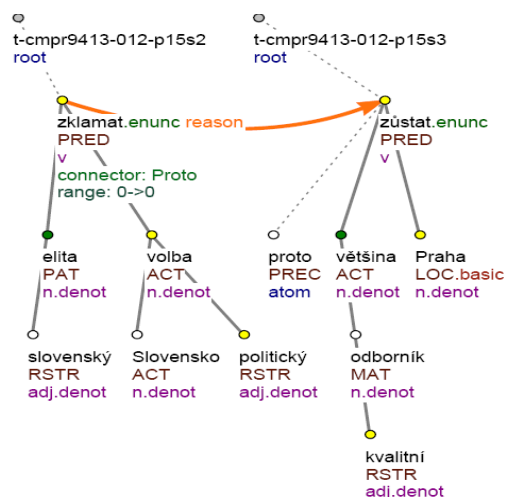 t-cmpr9413-012-p15s2 t-cmpr9413-012-p15s3
root root
zklamat.enunc reason zůstat.enunc
PRED PRED
v v
connector: Proto
range: 0->0
elita volba proto většina Praha
PAT ACT PREC ACT LOC.basic
n.denot n.denot atom n.denot n.denot
slovenský Slovensko politický odborník
RSTR ACT RSTR MAT
adj.denot n.denot adj.denot n.denot
kvalitní
RSTR
adj.denot